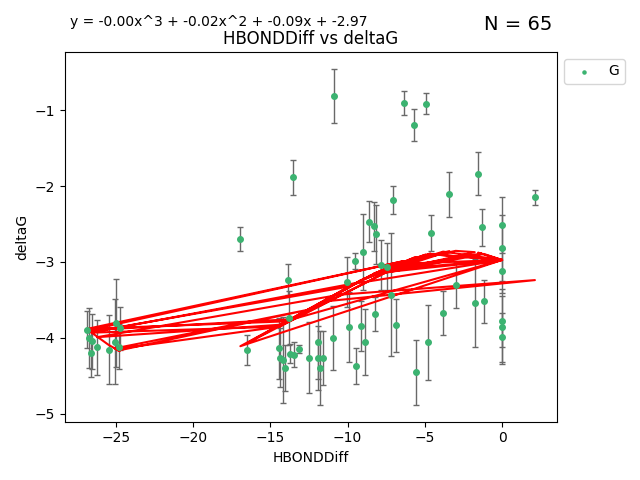 y = -0.00x^3 + -0.02x^2 + -0.09x + -2.97
N = 65
HBONDDiff vs deltaG
G
deltaG
−1
−2
−3
−4
−5
−25
−20
−15
−10
−5
0
HBONDDiff